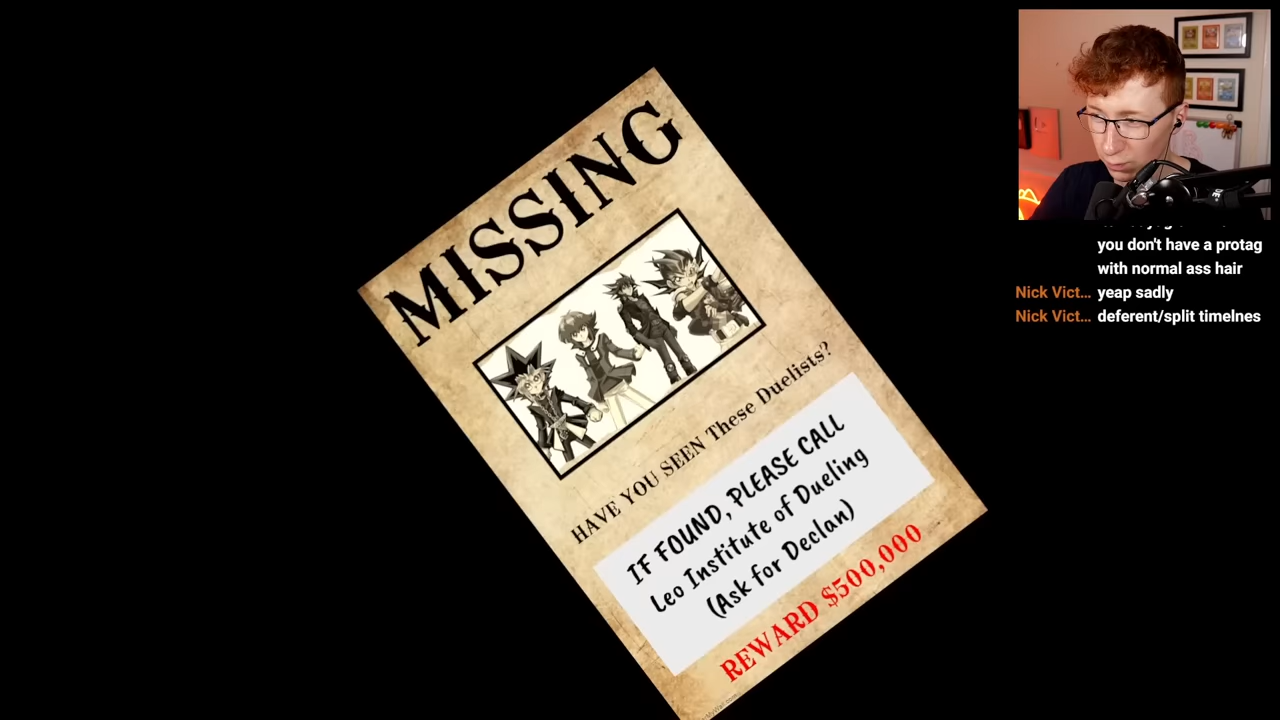 MISSING
HAVE YOU SEEN These Duelists?
IF FOUND, PLEASE CALL
Leo Institute of Dueling
(Ask for Declan)
REWARD $500,000
you don't have a protag
with normal ass hair
Nick Vict... yeap sadly
Nick Vict... deferent/split timelnes